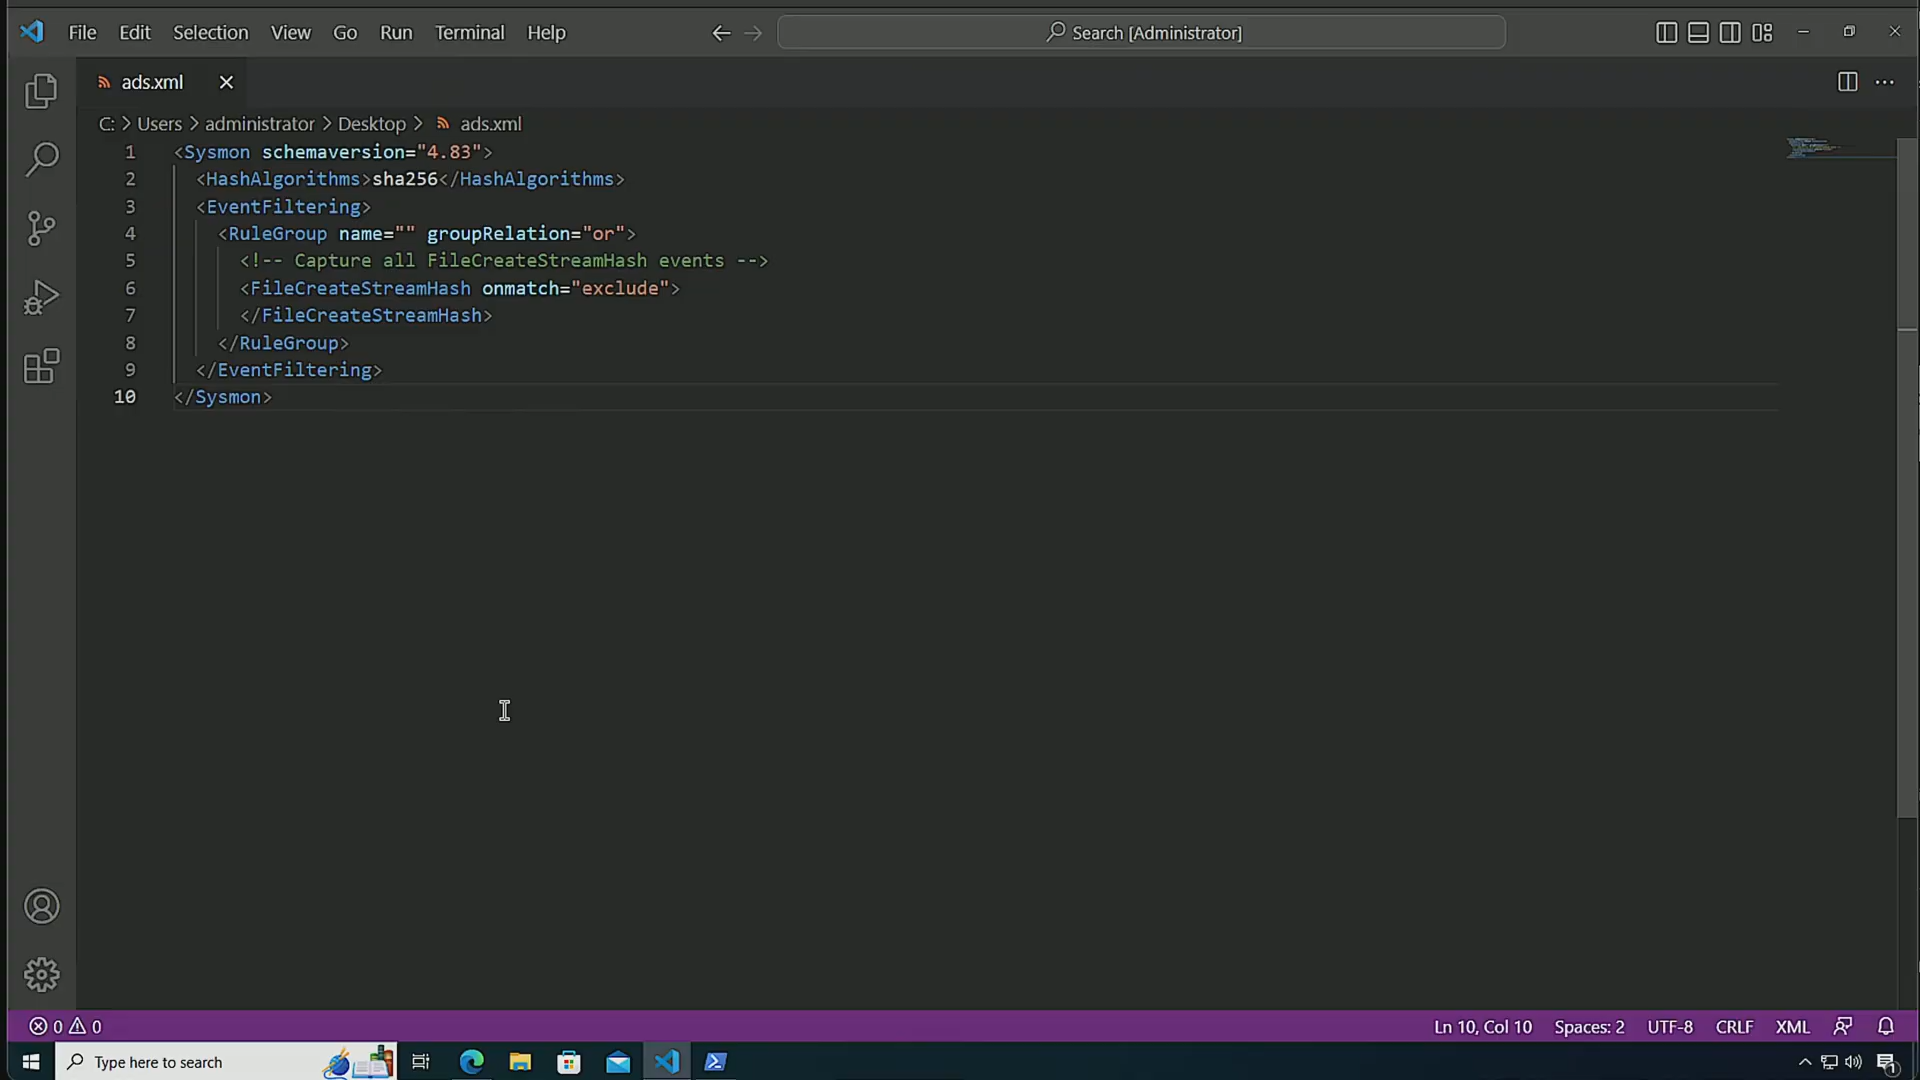 File Edit Selection View Go Run Terminal Help
Search [Administrator]
ads.xml
C: > Users > administrator > Desktop > ads.xml
1 <Sysmon schemaversion="4.83">
2 <HashAlgorithms>sha256</HashAlgorithms>
3 <EventFiltering>
4 <RuleGroup name="" groupRelation="or">
5 <!-- Capture all FileCreateStreamHash events -->
6 <FileCreateStreamHash onmatch="exclude">
7 </FileCreateStreamHash>
8 </RuleGroup>
9 </EventFiltering>
10 </Sysmon>
0 0 Ln 10, Col 10 Spaces: 2 UTF-8 CRLF XML
Type here to search
1